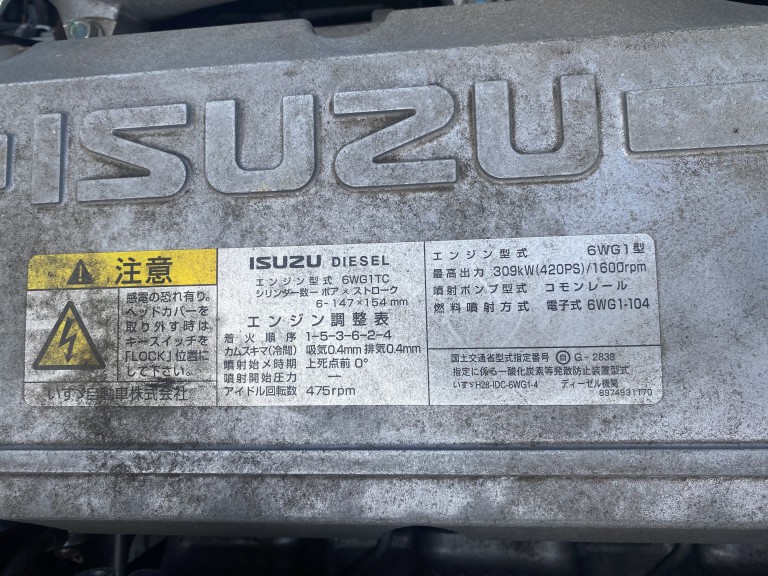 ISUZU
注意
感電の恐れ有り。
ヘッドカバーを
取り外す時は
キースイッチを
「LOCK」位置に
して下さい。
いすゞ自動車株式会社
ISUZU DIESEL
エンジン型式 6WG1TC
シリンダ数ーボア×ストローク
6-147×154mm
エンジン調整表
着火順序 1-5-3-6-2-4
カムスキマ(冷間) 吸気0.4mm 排気0.4mm
噴射始メ時期 上死点前 0°
噴射開始圧力 —
アイドル回転数 475rpm
エンジン型式 6WG1型
最高出力 309kW(420PS)/1600rpm
噴射ポンプ型式 コモンレール
燃料噴射方式 電子式 6WG1-104
国土交通省型式指定番号 自 G-2838
指定に係る一酸化炭素等発散防止装置型式
いすゞH28-IDC-6WG1-4 ディーゼル機関
8974931170